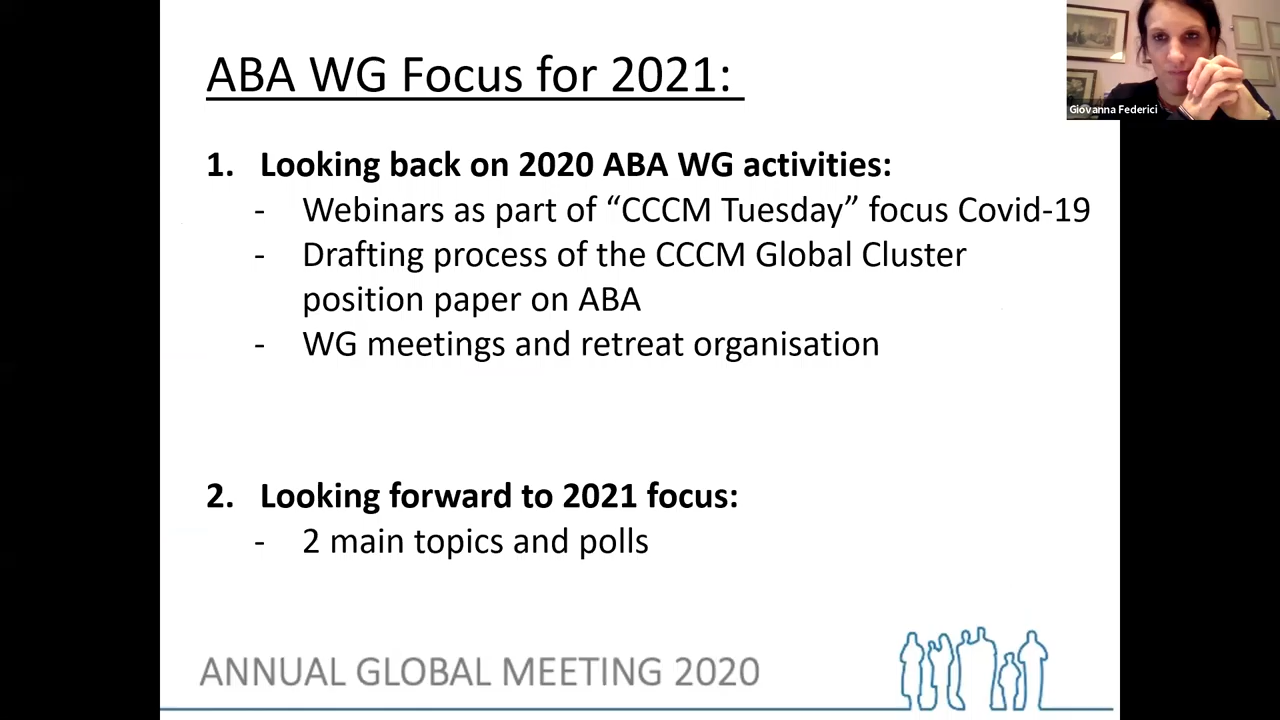 ABA WG Focus for 2021:
Giovanna Federici
1. Looking back on 2020 ABA WG activities:
- Webinars as part of “CCCM Tuesday” focus Covid-19
- Drafting process of the CCCM Global Cluster
position paper on ABA
- WG meetings and retreat organisation
2. Looking forward to 2021 focus:
- 2 main topics and polls
ANNUAL GLOBAL MEETING 2020